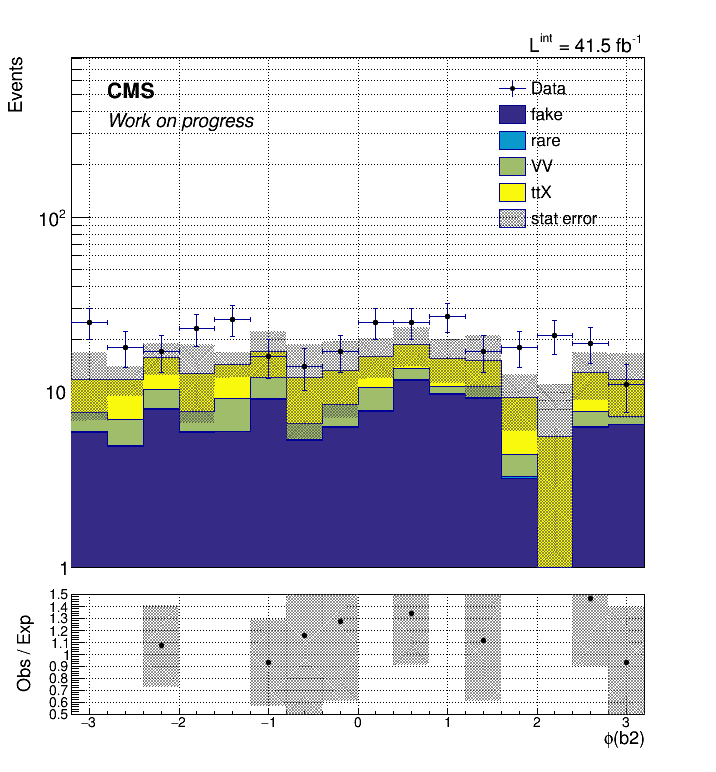 L^int = 41.5 fb^-1
Events
CMS
Work on progress
Data
fake
rare
VV
ttX
stat error
10^2
10
1
Obs / Exp
1.5
1.4
1.3
1.2
1.1
1
0.9
0.8
0.7
0.6
0.5
−3 −2 −1 0 1 2 3
ϕ(b2)